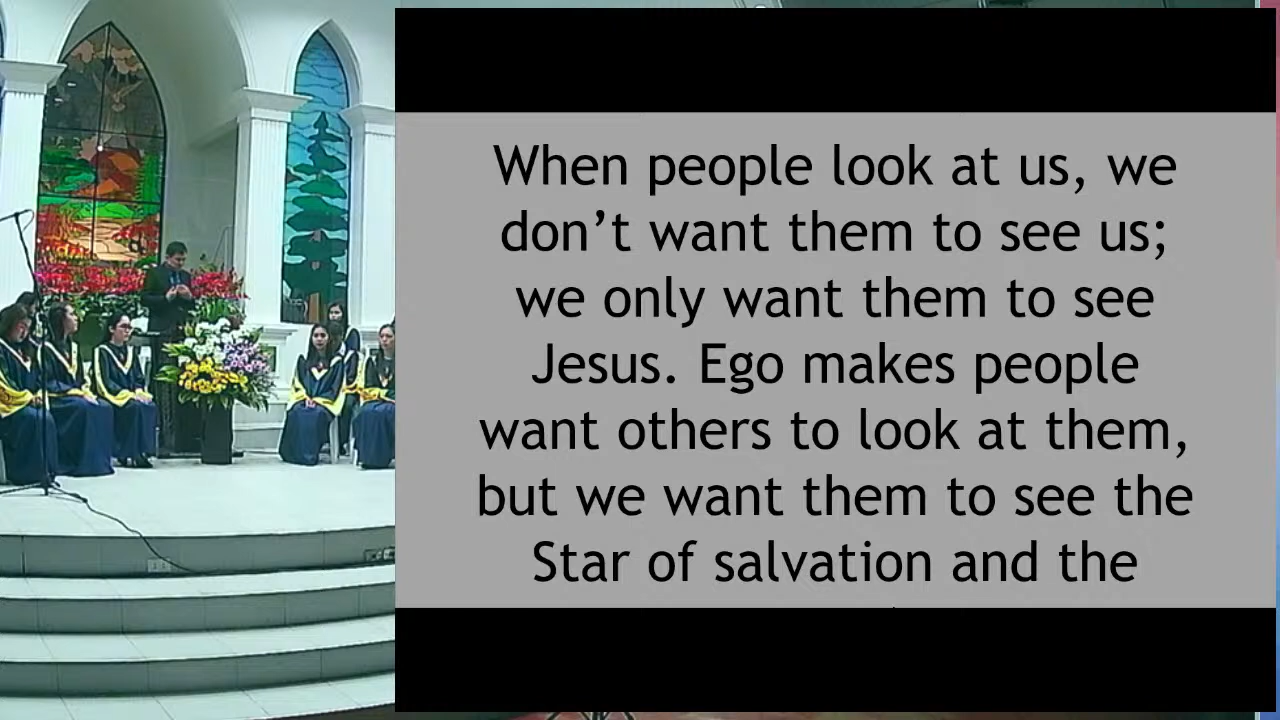 When people look at us, we
don’t want them to see us;
we only want them to see
Jesus. Ego makes people
want others to look at them,
but we want them to see the
Star of salvation and the